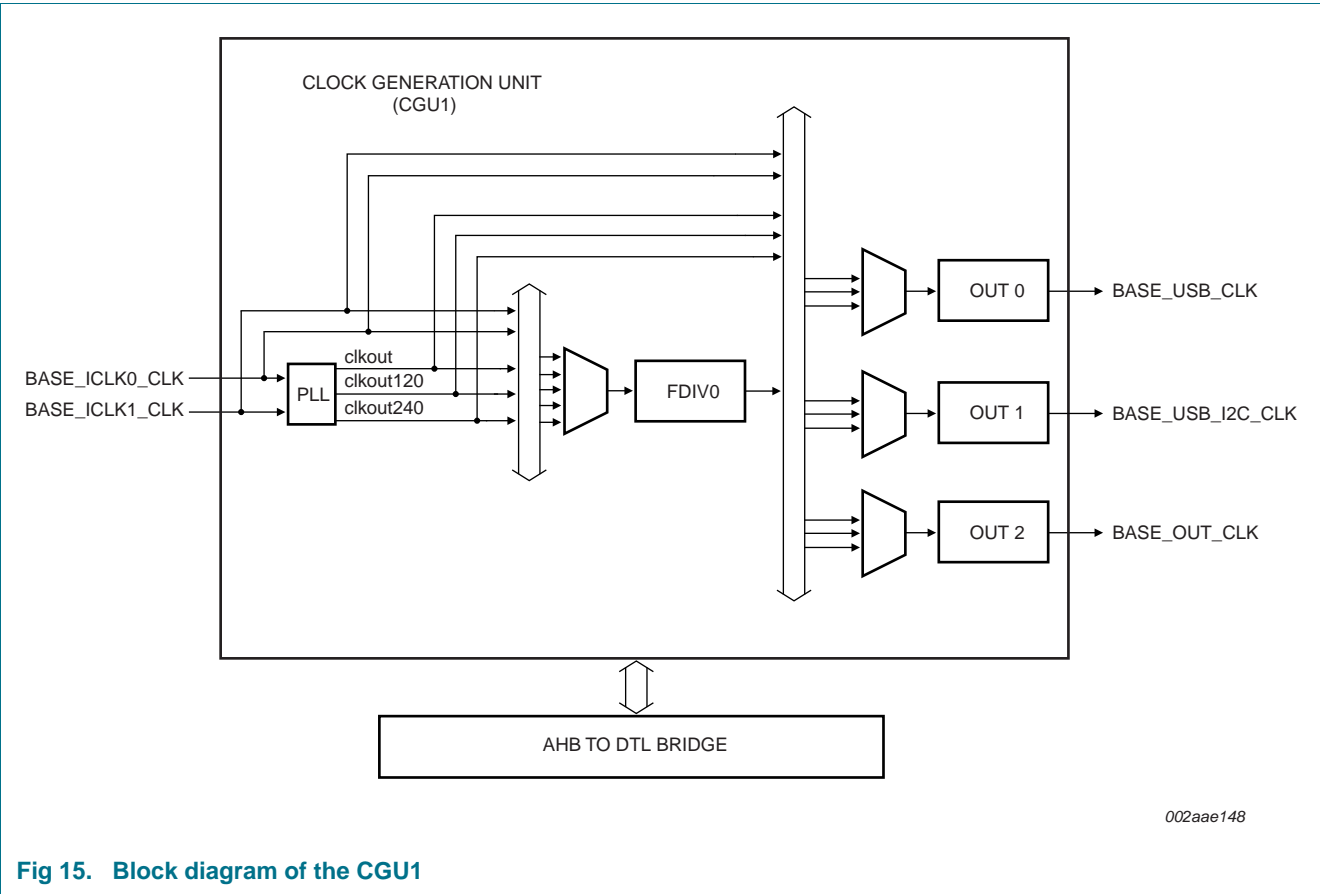 CLOCK GENERATION UNIT
(CGU1)
BASE_ICLK0_CLK
BASE_ICLK1_CLK
PLL
clkout
clkout120
clkout240
FDIV0
OUT 0
BASE_USB_CLK
OUT 1
BASE_USB_I2C_CLK
OUT 2
BASE_OUT_CLK
AHB TO DTL BRIDGE
002aae148
Fig 15. Block diagram of the CGU1